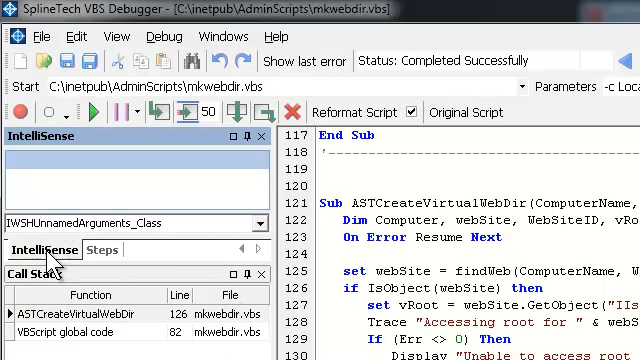 SplineTech VBS Debugger - [C:\inetpub\AdminScripts\mkwebdir.vbs]
File Edit View Debug Windows Help
Show last error Status: Completed Successfully
Start C:\inetpub\AdminScripts\mkwebdir.vbs Parameters -c Loca
50 Reformat Script Original Script
IntelliSense
IWSHUnnamedArguments_Class
IntelliSense Steps
Call Stack
Function Line File
ASTCreateVirtualWebDir 126 mkwebdir.vbs
VBScript global code 82 mkwebdir.vbs
117 End Sub
118 '--------------------------------
119
120
121 Sub ASTCreateVirtualWebDir(ComputerName,
122 Dim Computer, webSite, WebSiteID, vRoot,
123 On Error Resume Next
124
125 set webSite = findWeb(ComputerName, W
126 if IsObject(webSite) then
127 set vRoot = webSite.GetObject("IIs
128 Trace "Accessing root for " & webS
129 If (Err <> 0) Then
130 Display "Unable to access root